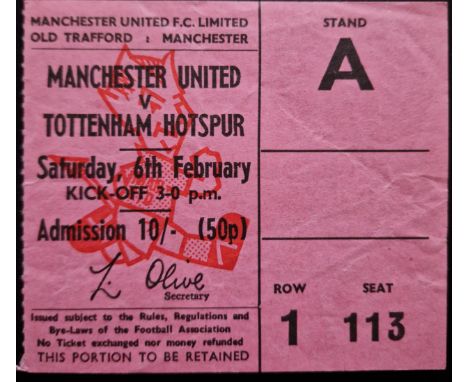 MANCHESTER UNITED F.C. LIMITED
OLD TRAFFORD : MANCHESTER
MANCHESTER UNITED
V
TOTTENHAM HOTSPUR
Saturday, 6th February
KICK-OFF 3-0 p.m.
Admission 10/- (50p)
L. Olive
Secretary
Issued subject to the Rules, Regulations and
Bye-Laws of the Football Association
No Ticket exchanged nor money refunded
THIS PORTION TO BE RETAINED
STAND
A
ROW SEAT
1 113